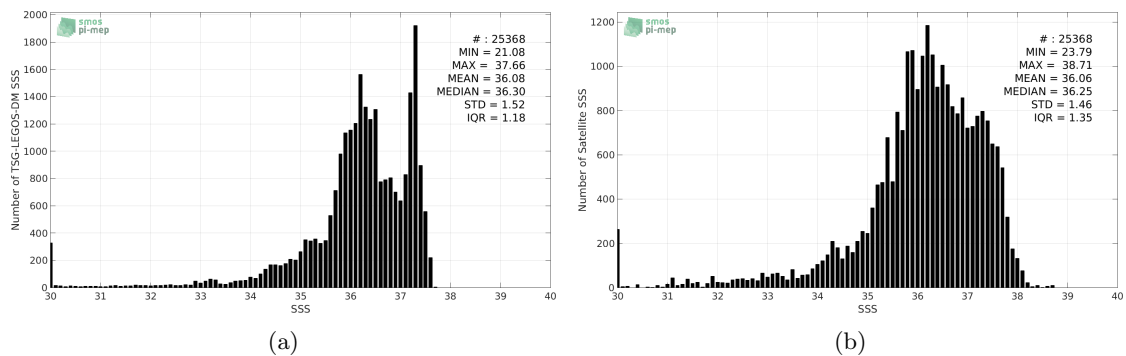 smos
pi-mep
# : 25368
MIN = 21.08
MAX = 37.66
MEAN = 36.08
MEDIAN = 36.30
STD = 1.52
IQR = 1.18
Number of TSG-LEGOS-DM SSS
2000
1800
1600
1400
1200
1000
800
600
400
200
0
30 31 32 33 34 35 36 37 38 39 40
SSS
(a)
smos
pi-mep
# : 25368
MIN = 23.79
MAX = 38.71
MEAN = 36.06
MEDIAN = 36.25
STD = 1.46
IQR = 1.35
Number of Satellite SSS
1200
1000
800
600
400
200
0
30 31 32 33 34 35 36 37 38 39 40
SSS
(b)